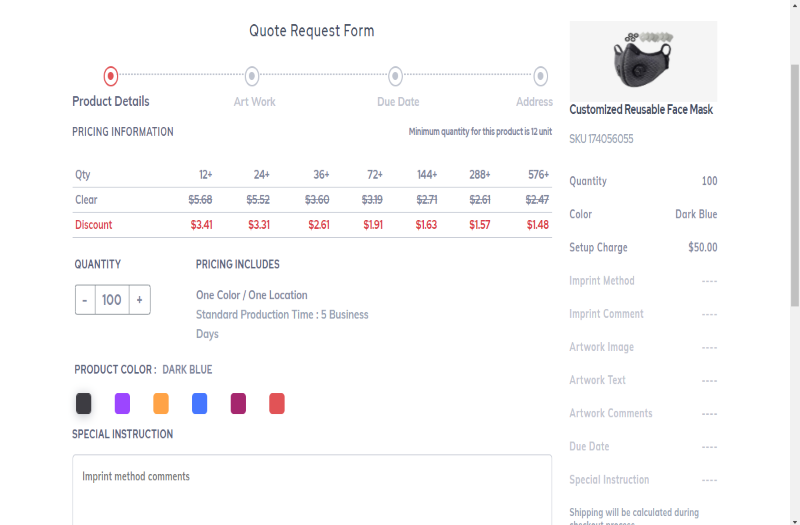 Quote Request Form
Product Details Art Work Due Date Address
PRICING INFORMATION Minimum quantity for this product is 12 unit
Qty 12+ 24+ 36+ 72+ 144+ 288+ 576+
Clear $5.68 $5.52 $3.60 $3.19 $2.71 $2.61 $2.47
Discount $3.41 $3.31 $2.61 $1.91 $1.63 $1.57 $1.48
QUANTITY
- 100 +
PRICING INCLUDES
One Color / One Location
Standard Production Time : 5 Business
Days
PRODUCT COLOR : DARK BLUE
SPECIAL INSTRUCTION
Imprint method comments
Customized Reusable Face Mask
SKU 174056055
Quantity 100
Color Dark Blue
Setup Charge $50.00
Imprint Method ----
Imprint Comment ----
Artwork Image ----
Artwork Text ----
Artwork Comments ----
Due Date ----
Special Instruction ----
Shipping will be calculated during
checkout process